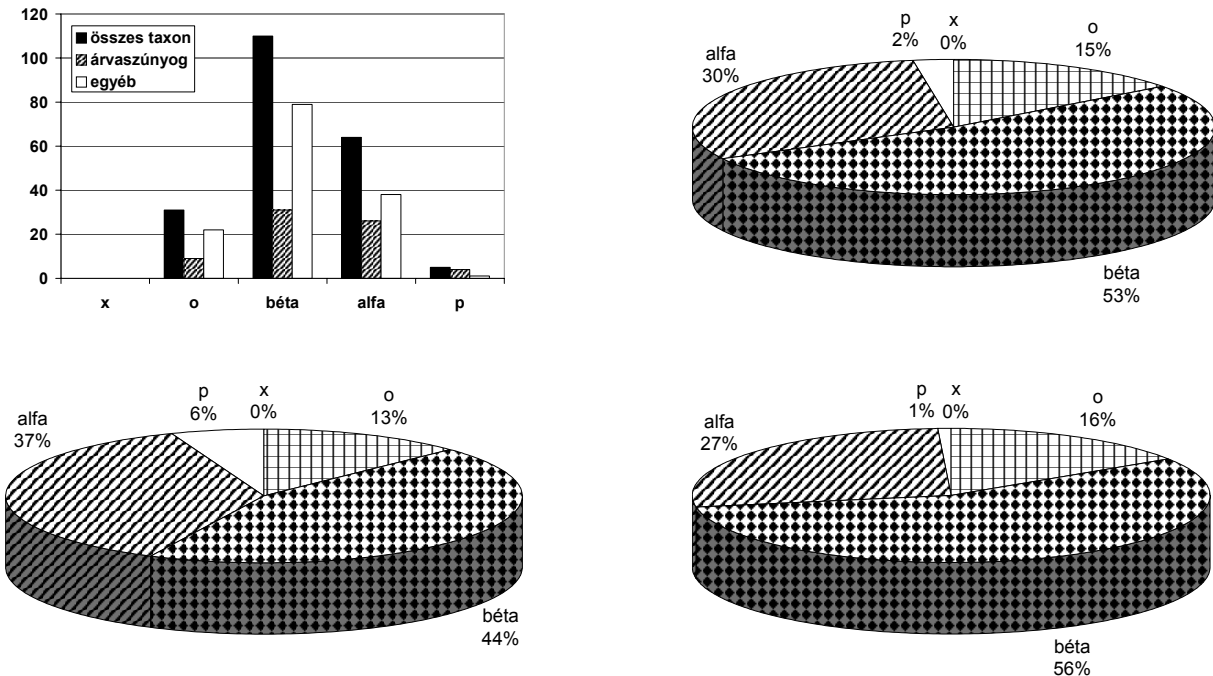 120
100
80
60
40
20
0
összes taxon
árvaszúnyog
egyéb
x
o
béta
alfa
p
alfa
30%
p
2%
x
0%
o
15%
béta
53%
alfa
37%
p
6%
x
0%
o
13%
béta
44%
alfa
27%
p
1%
x
0%
o
16%
béta
56%